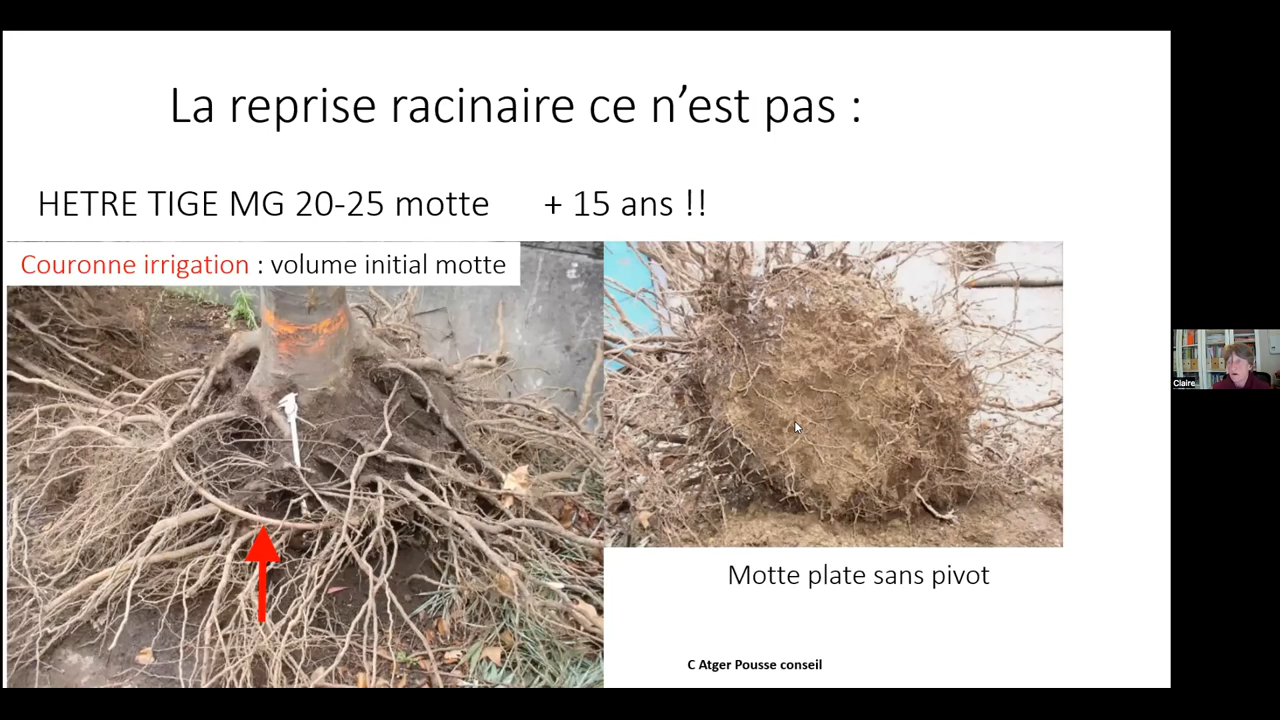 La reprise racinaire ce n’est pas :
HETRE TIGE MG 20-25 motte + 15 ans !!
Couronne irrigation : volume initial motte
Motte plate sans pivot
C Atger Pousse conseil
Claire